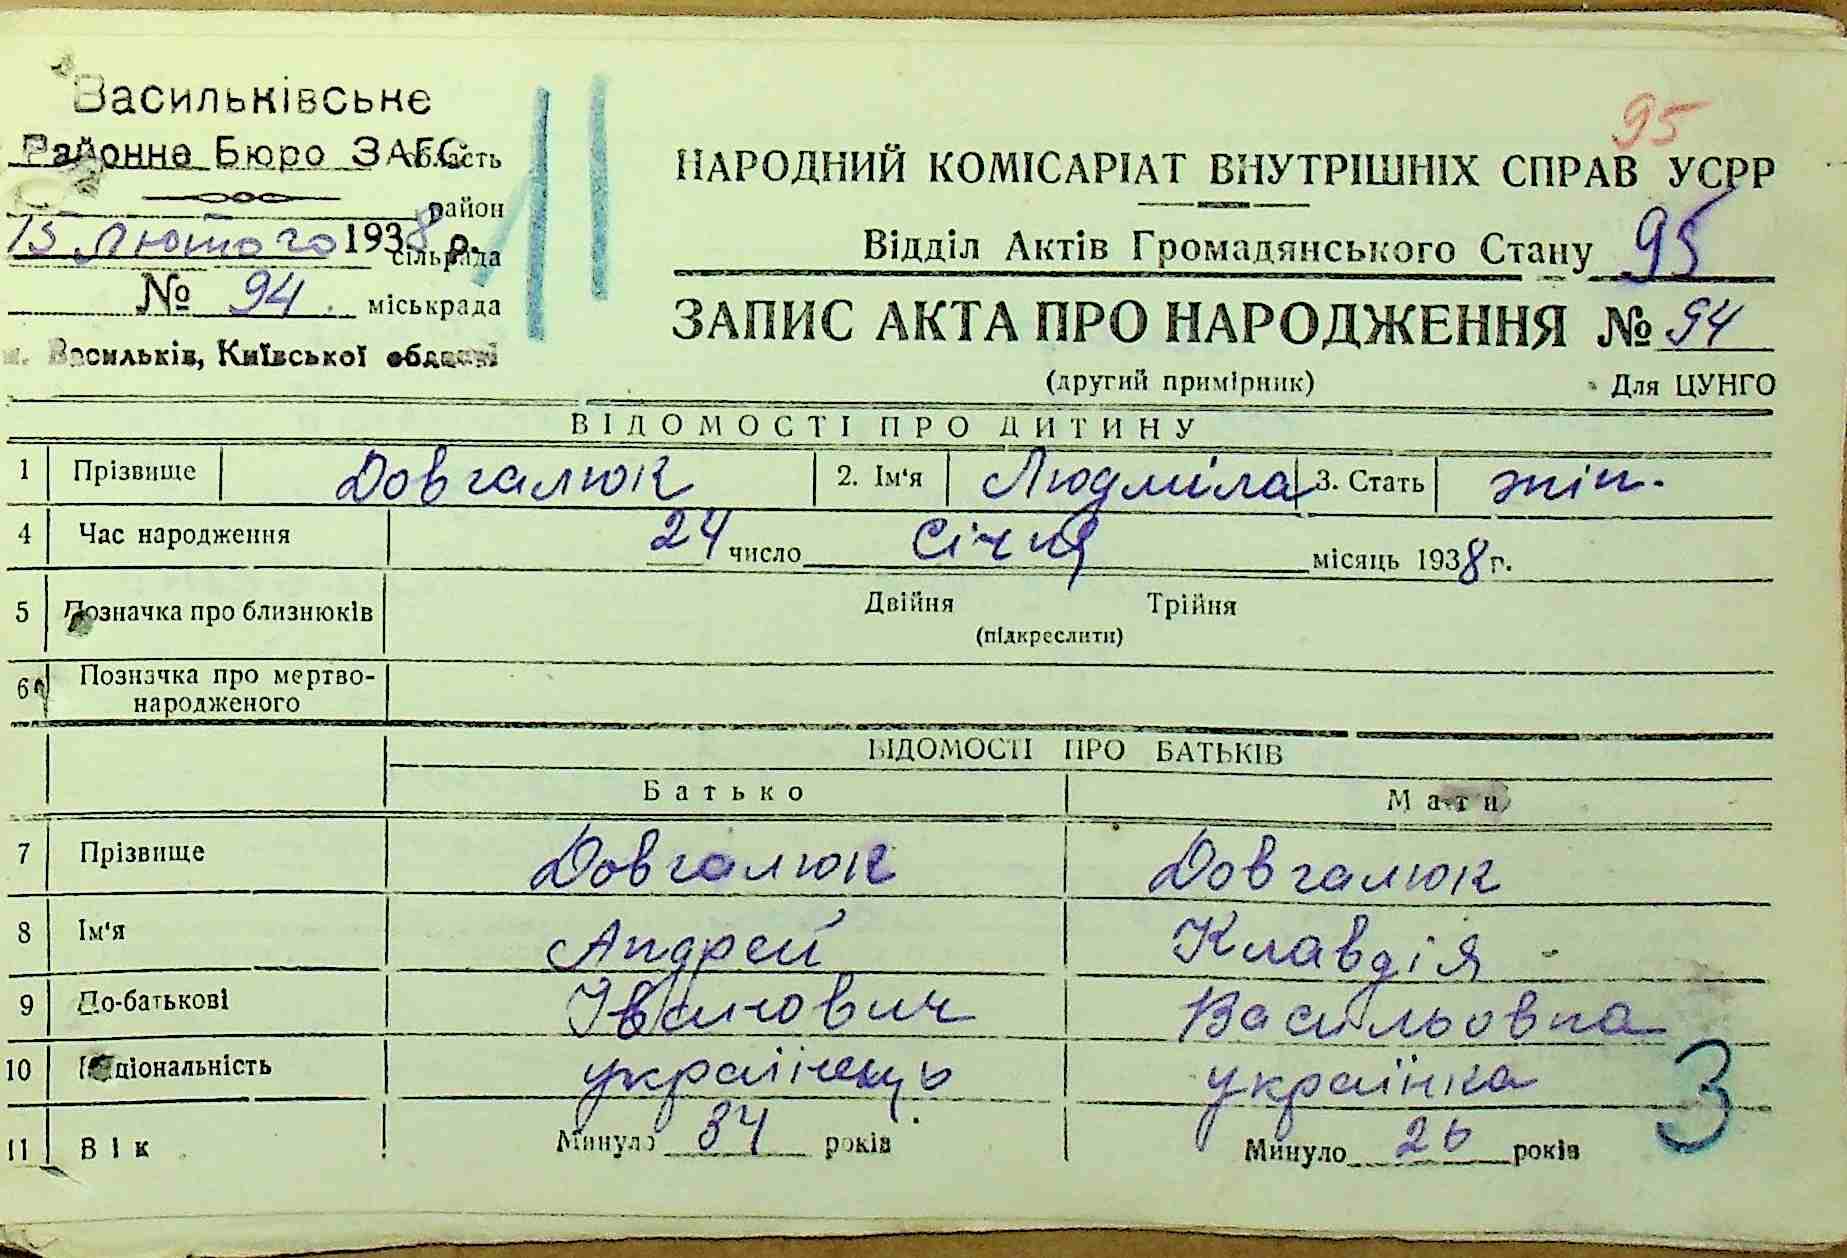 Васильківське
Районне Бюро ЗАГС область
район
15 Лютого 1938 р. сільрада
№ 94. міськрада
м. Васильків, Київської області
95
НАРОДНИЙ КОМІСАРІАТ ВНУТРІШНІХ СПРАВ УСРР
Відділ Актів Громадянського Стану 95
ЗАПИС АКТА ПРО НАРОДЖЕННЯ № 94
(другий примірник) Для ЦУНГО
ВІДОМОСТІ ПРО ДИТИНУ
1 Прізвище Довгалюк 2. Ім'я Людміла 3. Стать жін.
4 Час народження 24 число Січня місяць 1938 г.
5 Позначка про близнюків Двійня Трійня
(підкреслити)
6 Позначка про мертво-
народженого
ВІДОМОСТІ ПРО БАТЬКІВ
Батько Мати
7 Прізвище Довгалюк Довгалюк
8 Ім'я Андрей Клавдія
9 По-батькові Іванович Васильовна
10 Національність українець українка
11 Вік Минуло 34 років Минуло 26 років
3